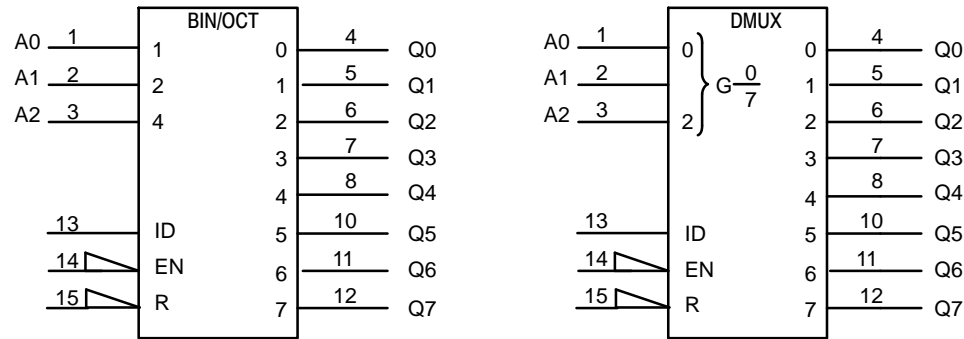 BIN/OCT
A0 1 1 0 4 Q0
A1 2 2 1 5 Q1
A2 3 4 2 6 Q2
3 7 Q3
4 8 Q4
13 ID 5 10 Q5
14 EN 6 11 Q6
15 R 7 12 Q7
DMUX
A0 1 0 0 4 Q0
A1 2 G 0/7 1 5 Q1
A2 3 2 2 6 Q2
3 7 Q3
4 8 Q4
13 ID 5 10 Q5
14 EN 6 11 Q6
15 R 7 12 Q7